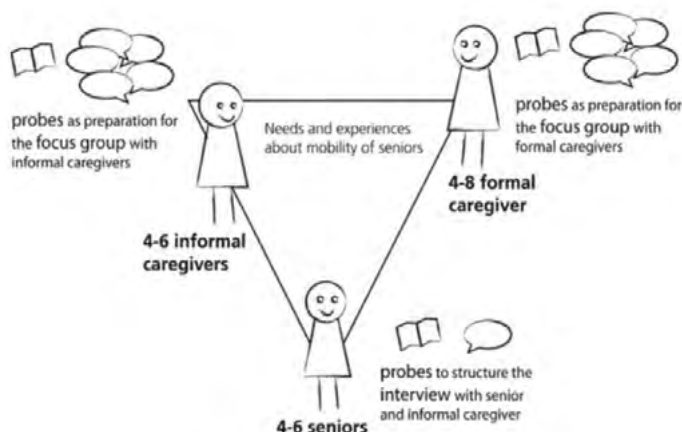 probes as preparation for
the focus group with
informal caregivers
Needs and experiences
about mobility of seniors
probes as preparation for
the focus group with
formal caregivers
4-8 formal
caregiver
4-6 informal
caregivers
probes to structure the
interview with senior
and informal caregiver
4-6 seniors